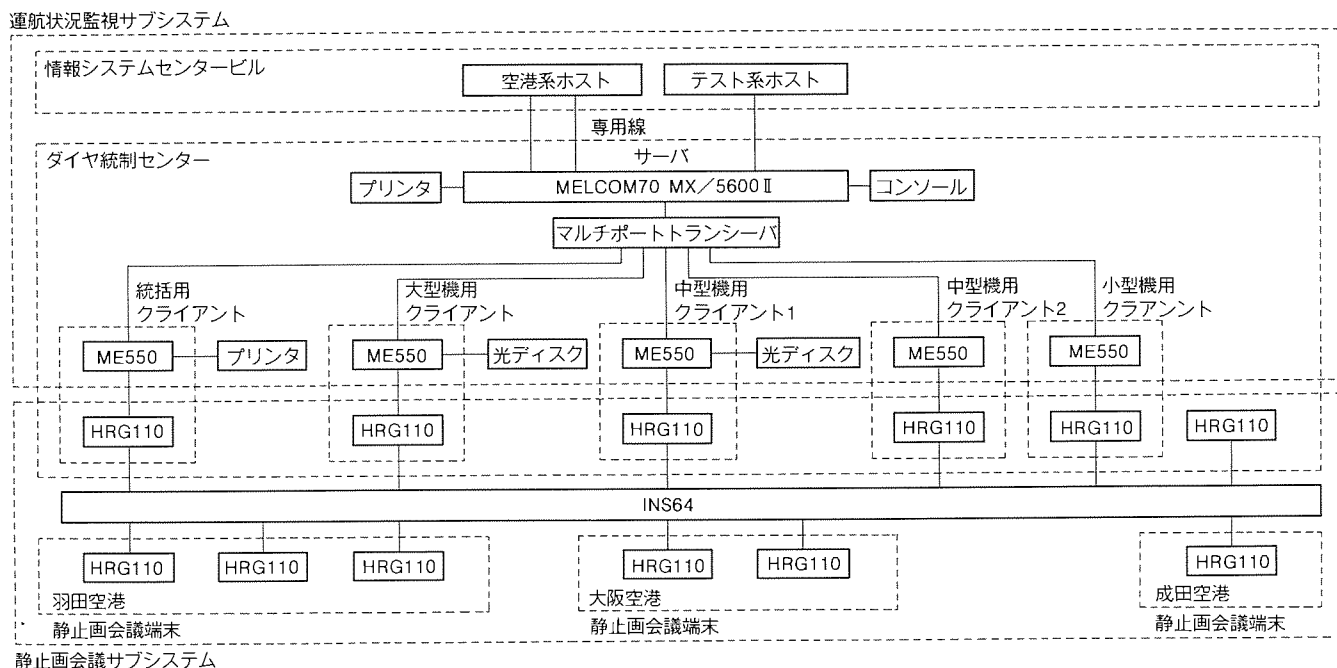 運航状況監視サブシステム
情報システムセンタービル
空港系ホスト
テスト系ホスト
専用線
ダイヤ統制センター
サーバ
プリンタ
MELCOM70 MX/5600Ⅱ
コンソール
マルチポートトランシーバ
統括用
クライアント
大型機用
クライアント
中型機用
クライアント1
中型機用
クライアント2
小型機用
クラアンント
ME550
プリンタ
ME550
光ディスク
ME550
光ディスク
ME550
ME550
HRG110
HRG110
HRG110
HRG110
HRG110
HRG110
INS64
HRG110
HRG110
HRG110
HRG110
HRG110
HRG110
羽田空港
大阪空港
成田空港
静止画会議端末
静止画会議端末
静止画会議端末
静止画会議サブシステム